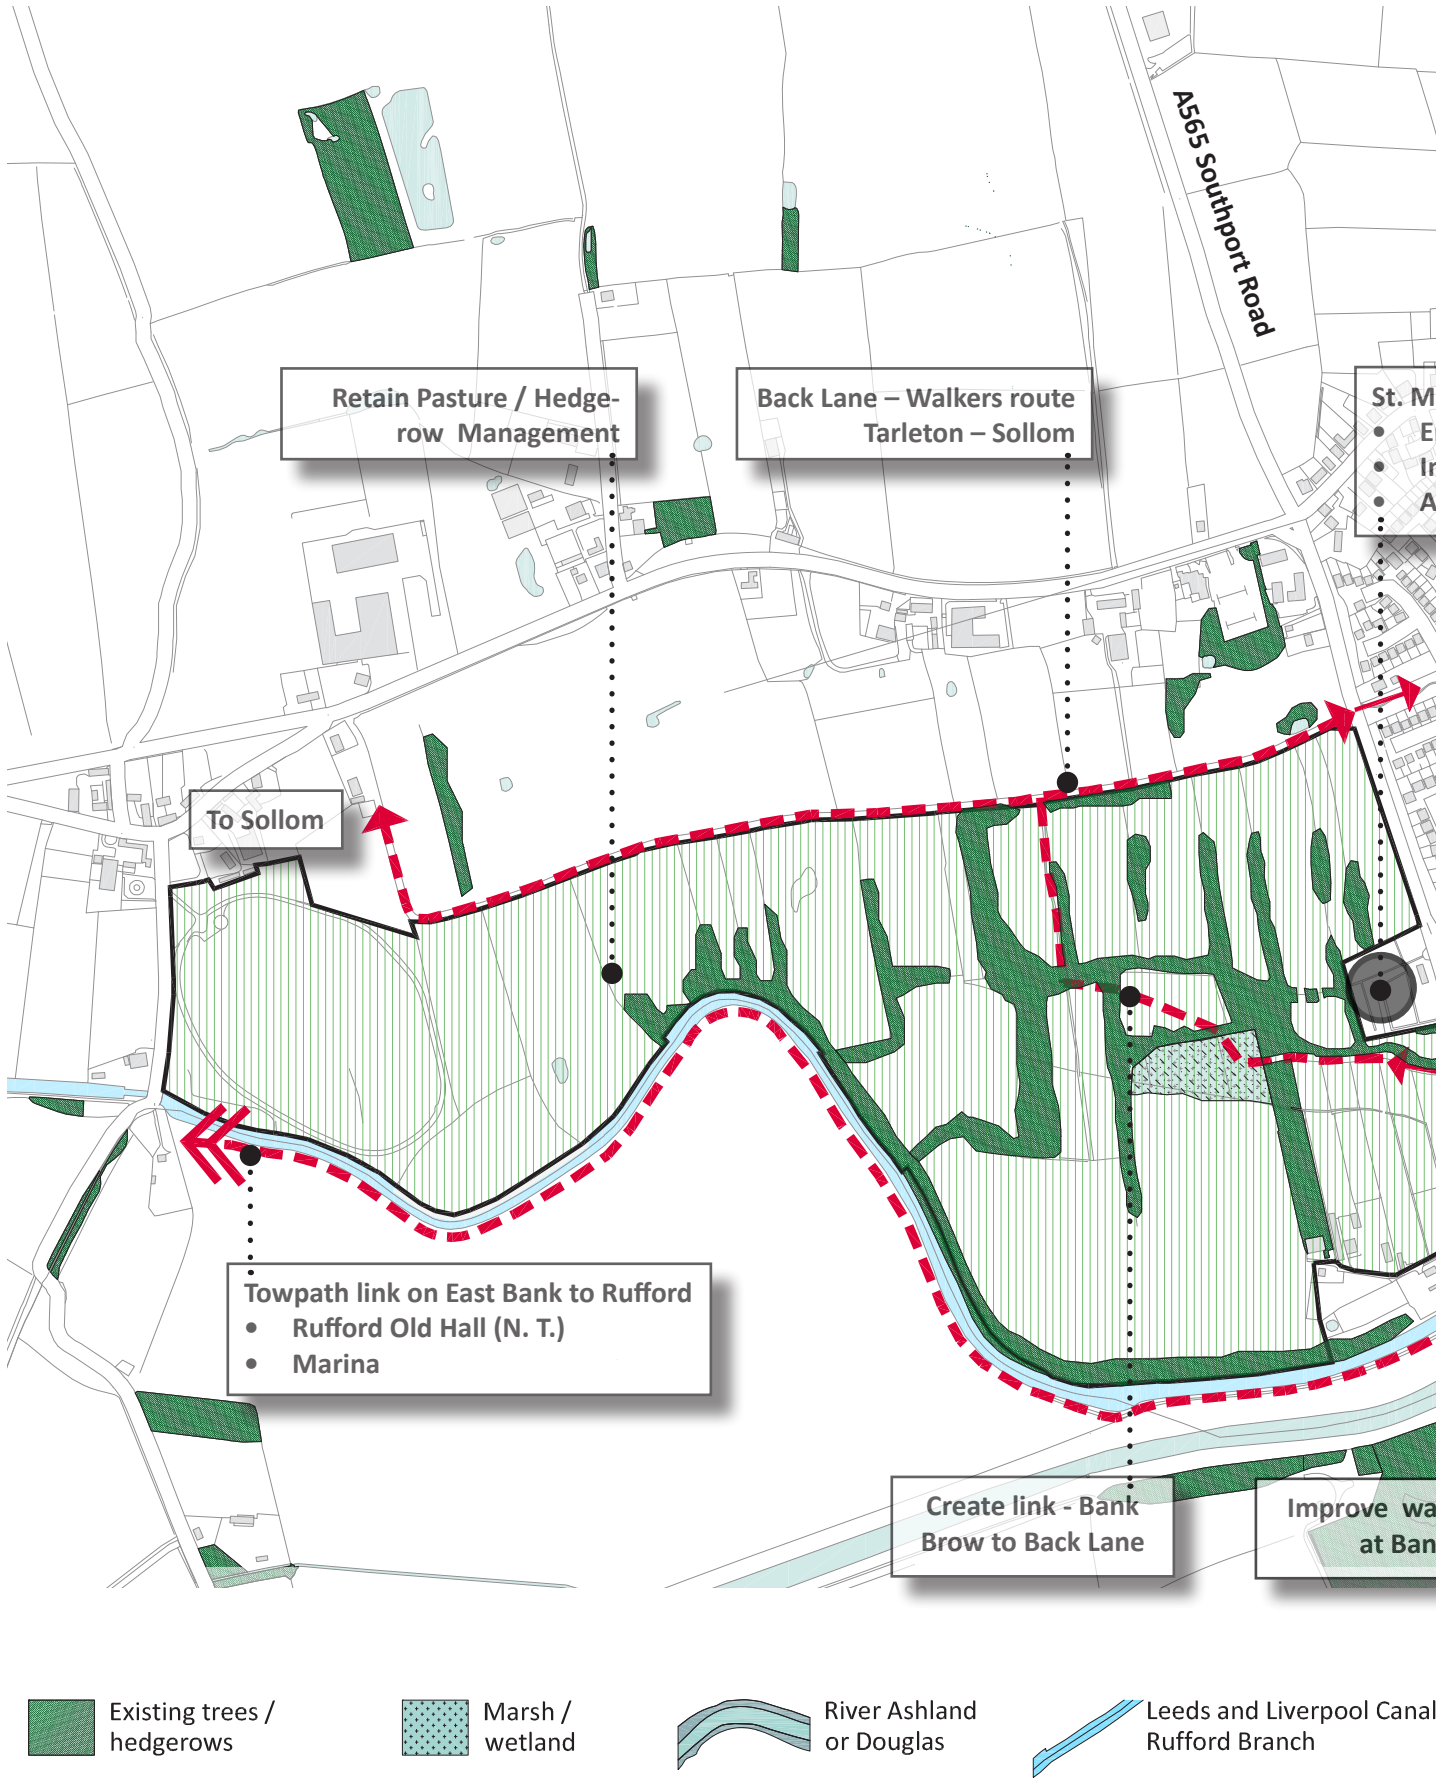 A565 Southport Road
Retain Pasture / Hedge-
row Management
Back Lane – Walkers route
Tarleton – Sollom
St. M
• E
• I
• A
To Sollom
Towpath link on East Bank to Rufford
• Rufford Old Hall (N. T.)
• Marina
Create link - Bank
Brow to Back Lane
Improve wa
at Ban
Existing trees /
hedgerows
Marsh /
wetland
River Ashland
or Douglas
Leeds and Liverpool Canal
Rufford Branch